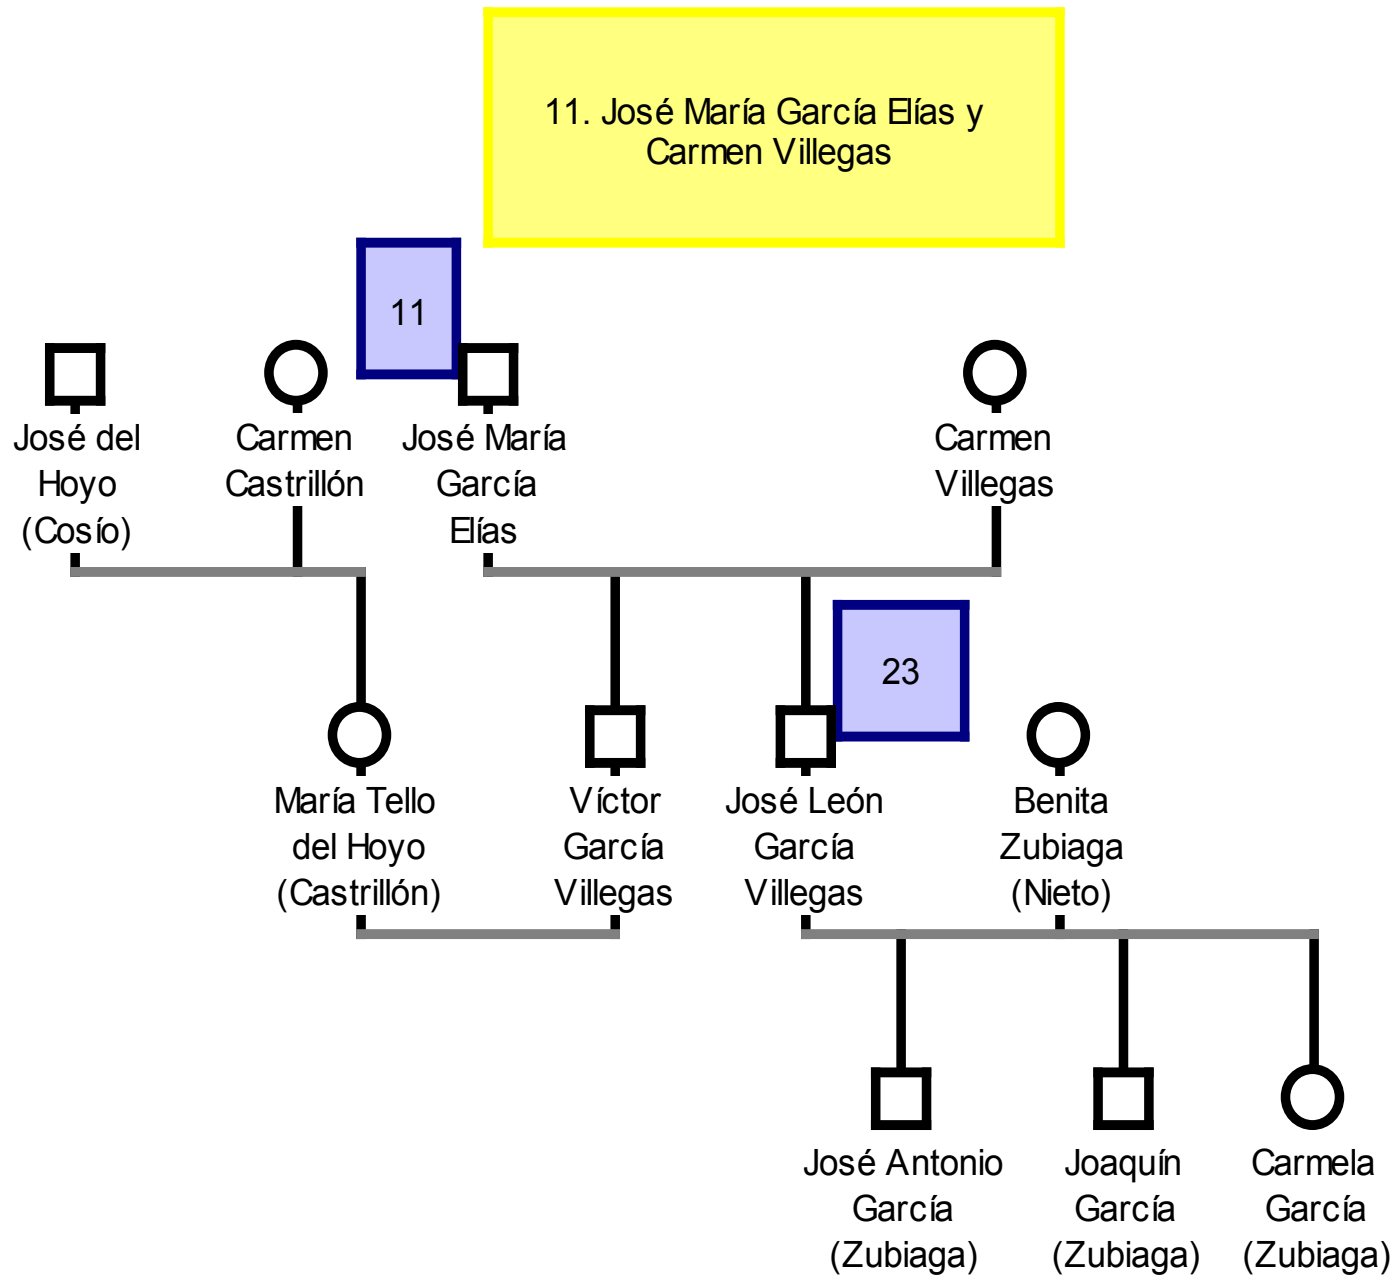 11. José María García Elías y
Carmen Villegas
11
José del
Hoyo
(Cosío)
Carmen
Castrillón
José María
García
Elías
Carmen
Villegas
23
María Tello
del Hoyo
(Castrillón)
Víctor
García
Villegas
José León
García
Villegas
Benita
Zubiaga
(Nieto)
José Antonio
García
(Zubiaga)
Joaquín
García
(Zubiaga)
Carmela
García
(Zubiaga)